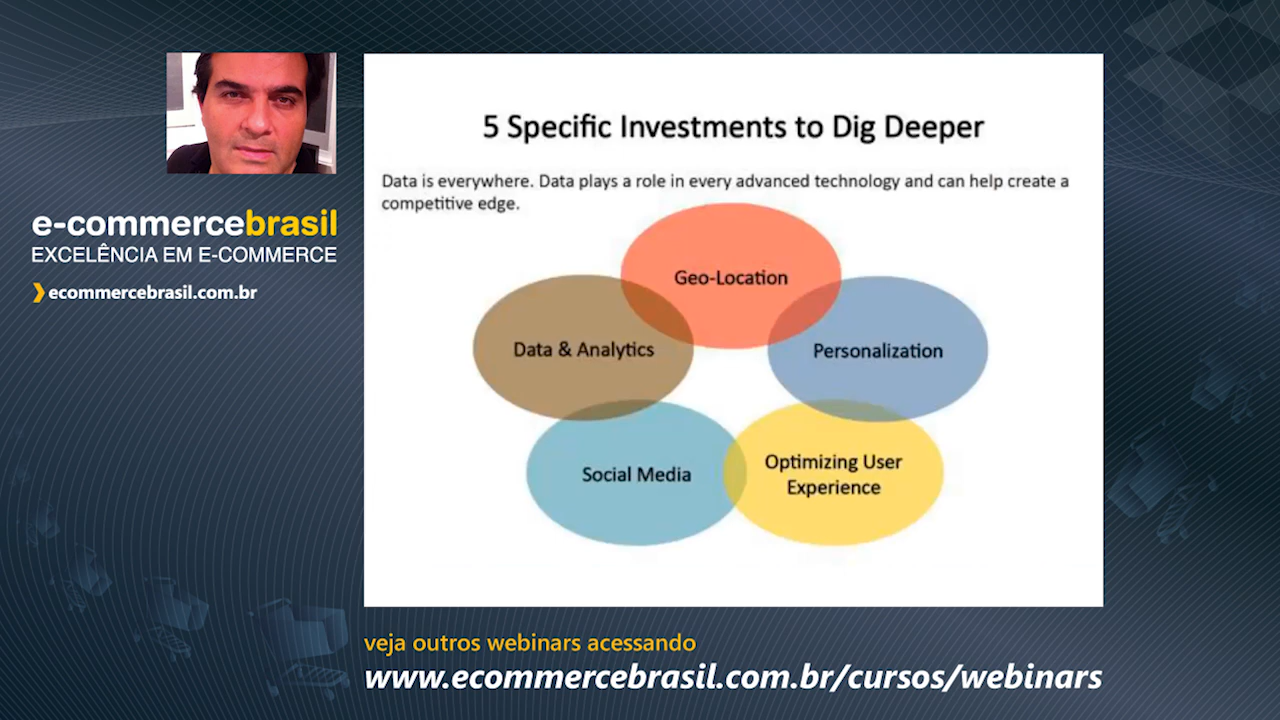 e-commercebrasil
EXCELÊNCIA EM E-COMMERCE
ecommercebrasil.com.br
5 Specific Investments to Dig Deeper
Data is everywhere. Data plays a role in every advanced technology and can help create a
competitive edge.
Geo-Location
Data & Analytics
Personalization
Social Media
Optimizing User
Experience
veja outros webinars acessando
www.ecommercebrasil.com.br/cursos/webinars